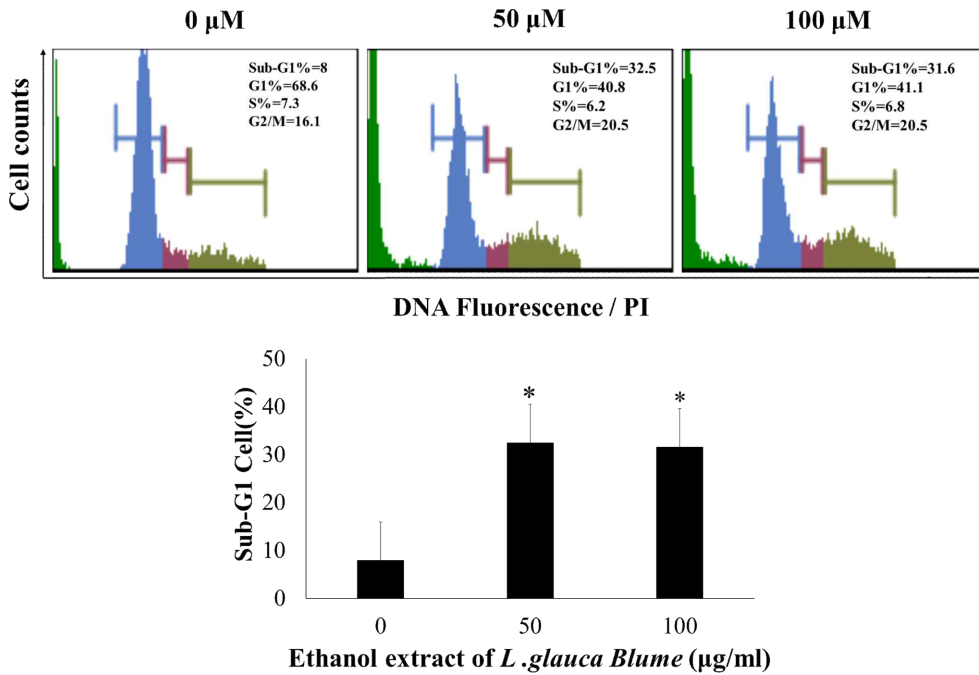 0 μM
50 μM
100 μM
Cell counts
Sub-G1%=8
G1%=68.6
S%=7.3
G2/M=16.1
Sub-G1%=32.5
G1%=40.8
S%=6.2
G2/M=20.5
Sub-G1%=31.6
G1%=41.1
S%=6.8
G2/M=20.5
DNA Fluorescence / PI
Sub-G1 Cell(%)
50
40
30
20
10
0
*
*
0
50
100
Ethanol extract of L .glauca Blume (μg/ml)